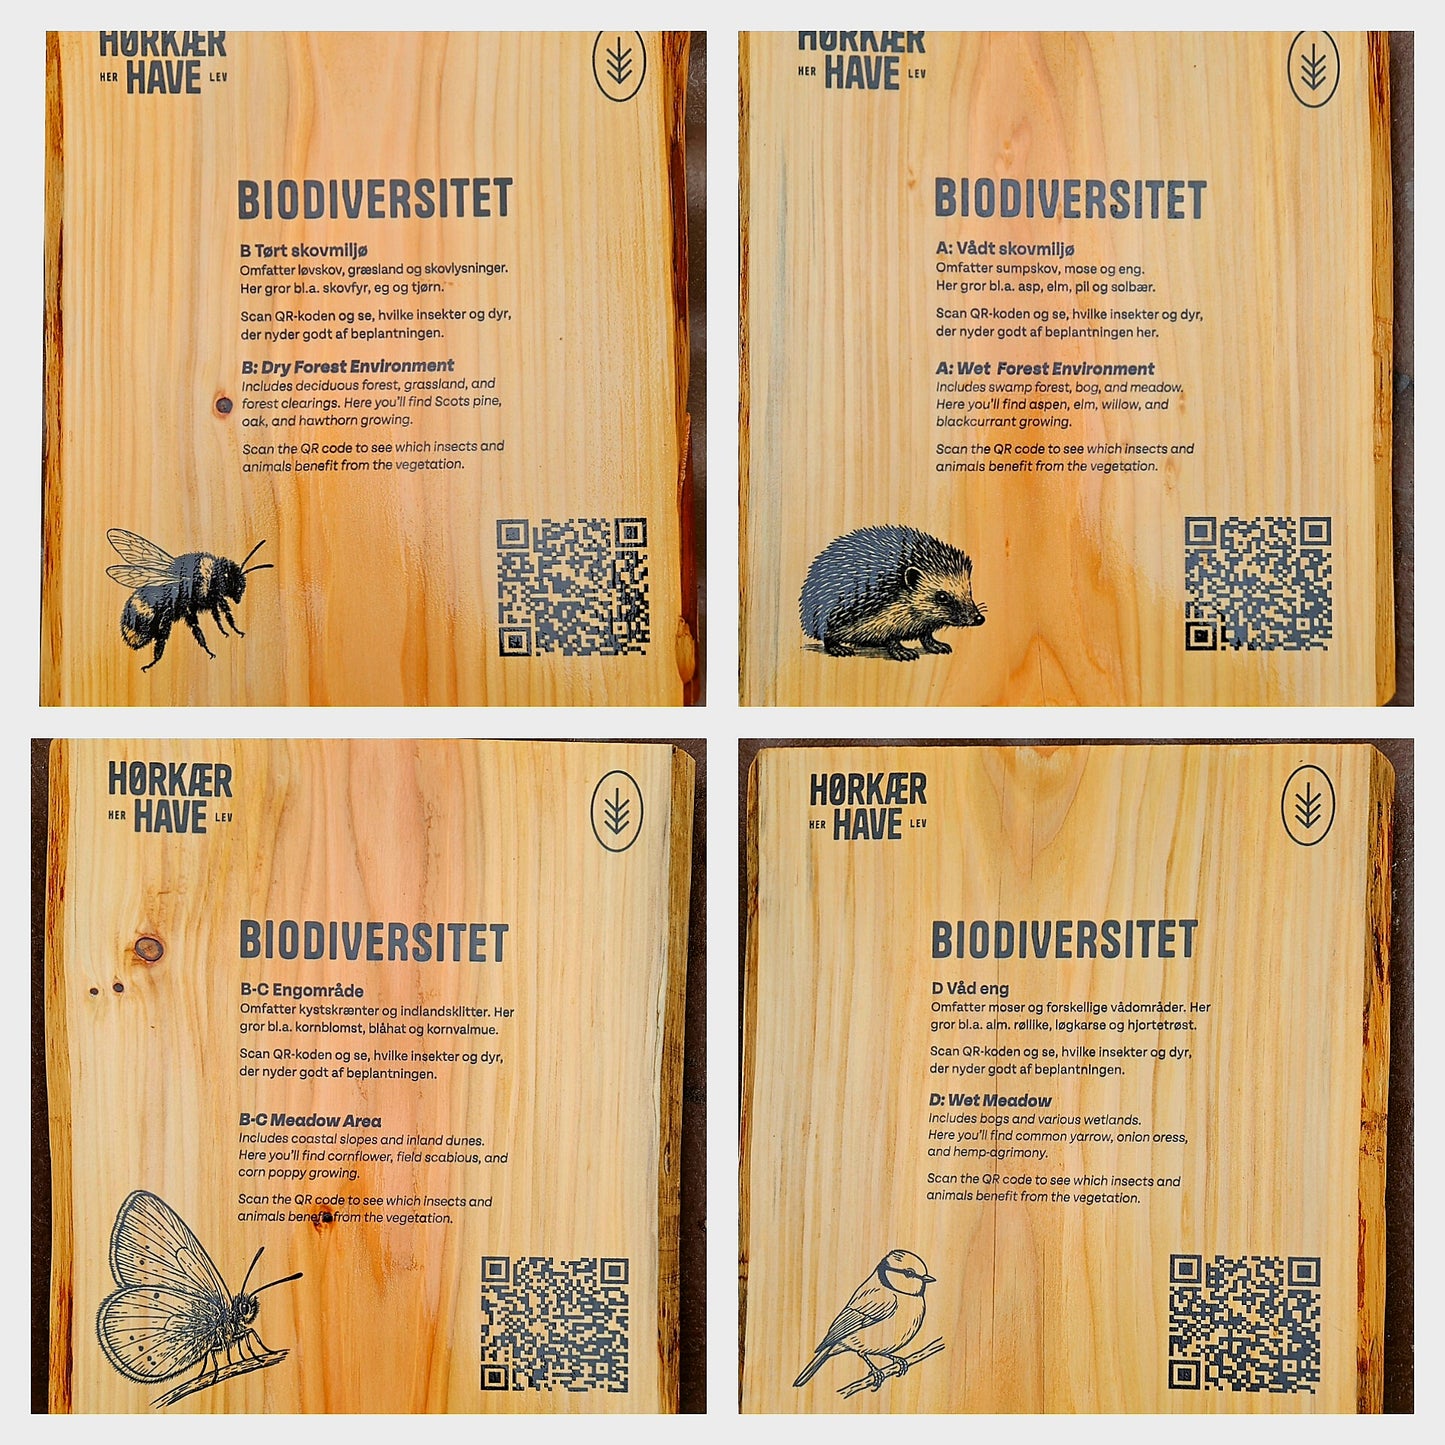 HØRKÆR
HER HAVE LEV
BIODIVERSITET
B Tørt skovmiljø
Omfatter løvskov, græsland og skovlysninger.
Her gror bl.a. skovfyr, eg og tjørn.
Scan QR-koden og se, hvilke insekter og dyr,
der nyder godt af beplantningen.
B: Dry Forest Environment
Includes deciduous forest, grassland, and
forest clearings. Here you'll find Scots pine,
oak, and hawthorn growing.
Scan the QR code to see which insects and
animals benefit from the vegetation.
HØRKÆR
HER HAVE LEV
BIODIVERSITET
A: Vådt skovmiljø
Omfatter sumpskov, mose og eng.
Her gror bl.a. asp, elm, pil og solbær.
Scan QR-koden og se, hvilke insekter og dyr,
der nyder godt af beplantningen her.
A: Wet Forest Environment
Includes swamp forest, bog, and meadow.
Here you'll find aspen, elm, willow, and
blackcurrant growing.
Scan the QR code to see which insects and
animals benefit from the vegetation.
HØRKÆR
HER HAVE LEV
BIODIVERSITET
B-C Engområde
Omfatter kystskrænter og indlandsklitter. Her
gror bl.a. kornblomst, blåhat og kornvalmue.
Scan QR-koden og se, hvilke insekter og dyr,
der nyder godt af beplantningen.
B-C Meadow Area
Includes coastal slopes and inland dunes.
Here you'll find cornflower, field scabious, and
corn poppy growing.
Scan the QR code to see which insects and
animals benefit from the vegetation.
HØRKÆR
HER HAVE LEV
BIODIVERSITET
D Våd eng
Omfatter moser og forskellige vådområder. Her
gror bl.a. alm. røllike, løgkarse og hjortetrøst.
Scan QR-koden og se, hvilke insekter og dyr,
der nyder godt af beplantningen.
D: Wet Meadow
Includes bogs and various wetlands.
Here you'll find common yarrow, onion oress,
and hemp-agrimony.
Scan the QR code to see which insects and
animals benefit from the vegetation.